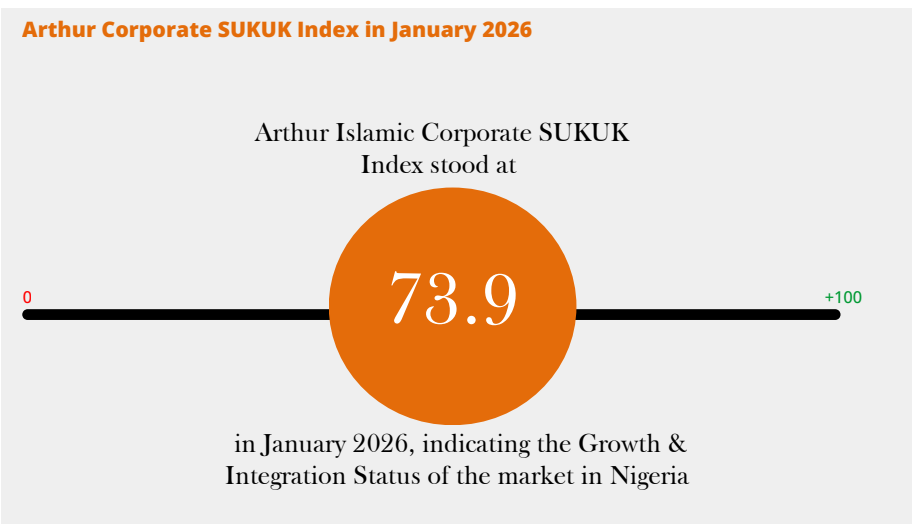 Arthur Corporate SUKUK Index in January 2026
Arthur Islamic Corporate SUKUK
Index stood at
73.9
0
+100
in January 2026, indicating the Growth &
Integration Status of the market in Nigeria